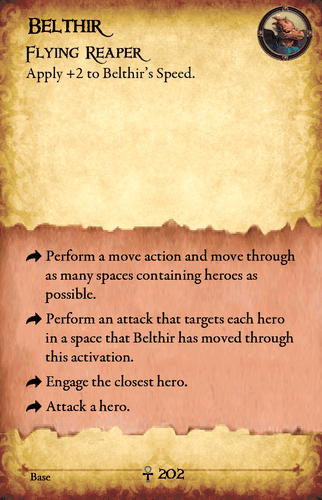 Belthir
Flying Reaper
Apply +2 to Belthir's Speed.
Perform a move action and move through
as many spaces containing heroes as
possible.
Perform an attack that targets each hero
in a space that Belthir has moved through
this activation.
Engage the closest hero.
Attack a hero.
Base
202